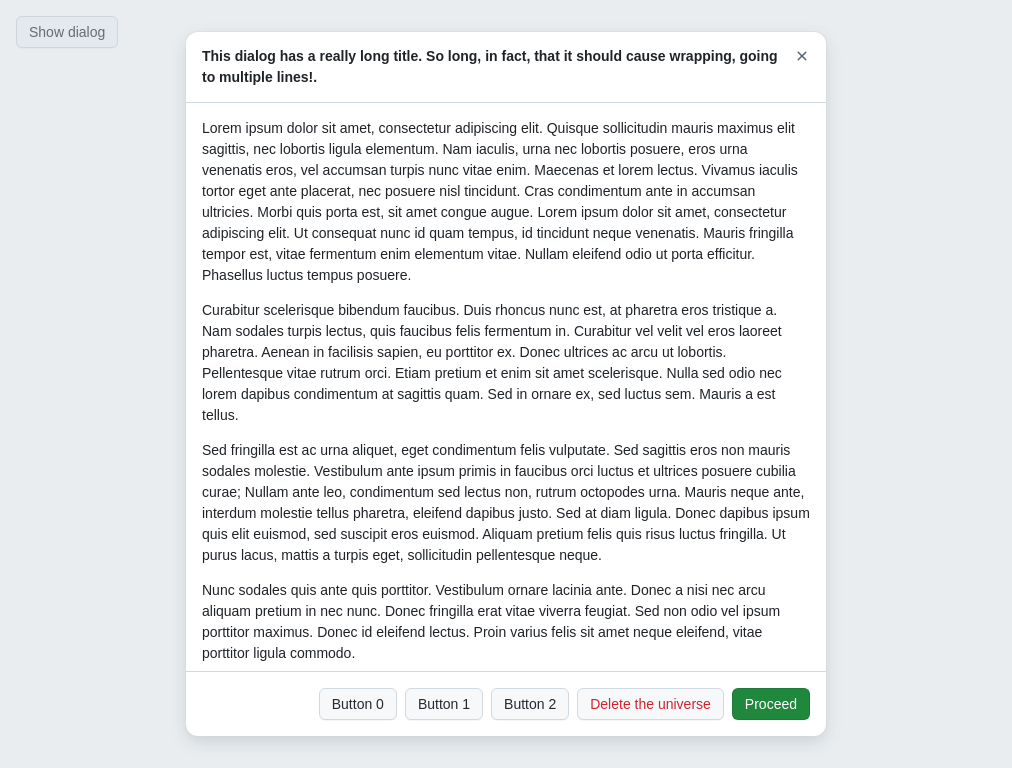 Show dialog
This dialog has a really long title. So long, in fact, that it should cause wrapping, going
to multiple lines!.
Lorem ipsum dolor sit amet, consectetur adipiscing elit. Quisque sollicitudin mauris maximus elit
sagittis, nec lobortis ligula elementum. Nam iaculis, urna nec lobortis posuere, eros urna
venenatis eros, vel accumsan turpis nunc vitae enim. Maecenas et lorem lectus. Vivamus iaculis
tortor eget ante placerat, nec posuere nisl tincidunt. Cras condimentum ante in accumsan
ultricies. Morbi quis porta est, sit amet congue augue. Lorem ipsum dolor sit amet, consectetur
adipiscing elit. Ut consequat nunc id quam tempus, id tincidunt neque venenatis. Mauris fringilla
tempor est, vitae fermentum enim elementum vitae. Nullam eleifend odio ut porta efficitur.
Phasellus luctus tempus posuere.
Curabitur scelerisque bibendum faucibus. Duis rhoncus nunc est, at pharetra eros tristique a.
Nam sodales turpis lectus, quis faucibus felis fermentum in. Curabitur vel velit vel eros laoreet
pharetra. Aenean in facilisis sapien, eu porttitor ex. Donec ultrices ac arcu ut lobortis.
Pellentesque vitae rutrum orci. Etiam pretium et enim sit amet scelerisque. Nulla sed odio nec
lorem dapibus condimentum at sagittis quam. Sed in ornare ex, sed luctus sem. Mauris a est
tellus.
Sed fringilla est ac urna aliquet, eget condimentum felis vulputate. Sed sagittis eros non mauris
sodales molestie. Vestibulum ante ipsum primis in faucibus orci luctus et ultrices posuere cubilia
curae; Nullam ante leo, condimentum sed lectus non, rutrum octopodes urna. Mauris neque ante,
interdum molestie tellus pharetra, eleifend dapibus justo. Sed at diam ligula. Donec dapibus ipsum
quis elit euismod, sed suscipit eros euismod. Aliquam pretium felis quis risus luctus fringilla. Ut
purus lacus, mattis a turpis eget, sollicitudin pellentesque neque.
Nunc sodales quis ante quis porttitor. Vestibulum ornare lacinia ante. Donec a nisi nec arcu
aliquam pretium in nec nunc. Donec fringilla erat vitae viverra feugiat. Sed non odio vel ipsum
porttitor maximus. Donec id eleifend lectus. Proin varius felis sit amet neque eleifend, vitae
porttitor ligula commodo.
Button 0 Button 1 Button 2 Delete the universe Proceed